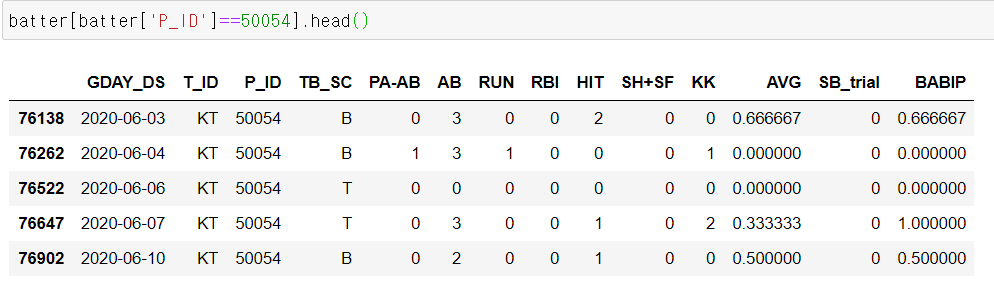 batter[batter['P_ID']==50054].head()
GDAY_DS T_ID P_ID TB_SC PA-AB AB RUN RBI HIT SH+SF KK AVG SB_trial BABIP
76138 2020-06-03 KT 50054 B 0 3 0 0 2 0 0 0.666667 0 0.666667
76262 2020-06-04 KT 50054 B 1 3 1 0 0 0 1 0.000000 0 0.000000
76522 2020-06-06 KT 50054 T 0 0 0 0 0 0 0 0.000000 0 0.000000
76647 2020-06-07 KT 50054 T 0 3 0 0 1 0 2 0.333333 0 1.000000
76902 2020-06-10 KT 50054 B 0 2 0 0 1 0 0 0.500000 0 0.500000